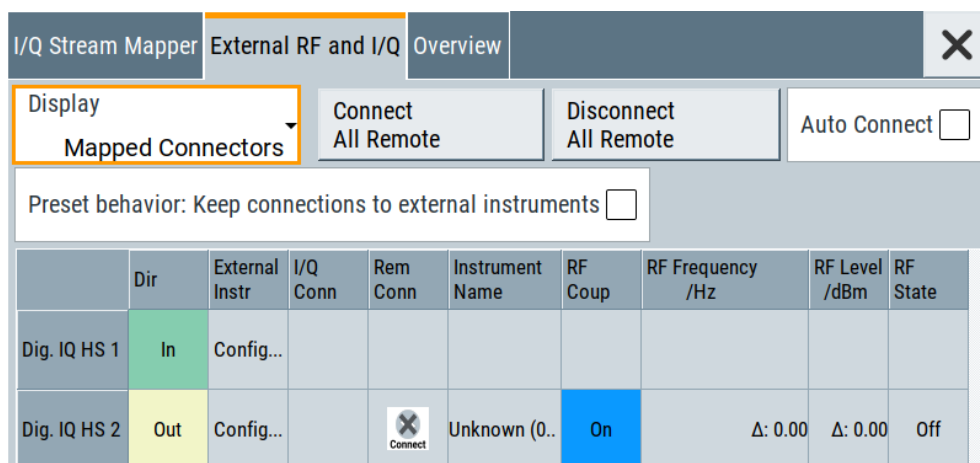 I/Q Stream Mapper External RF and I/Q Overview
Display
Mapped Connectors
Connect
All Remote
Disconnect
All Remote
Auto Connect
Preset behavior: Keep connections to external instruments
Dir External Instr I/Q Conn Rem Conn Instrument Name RF Coup RF Frequency /Hz RF Level /dBm RF State
Dig. IQ HS 1 In Config...
Dig. IQ HS 2 Out Config... Connect Unknown (0.. On Δ: 0.00 Δ: 0.00 Off